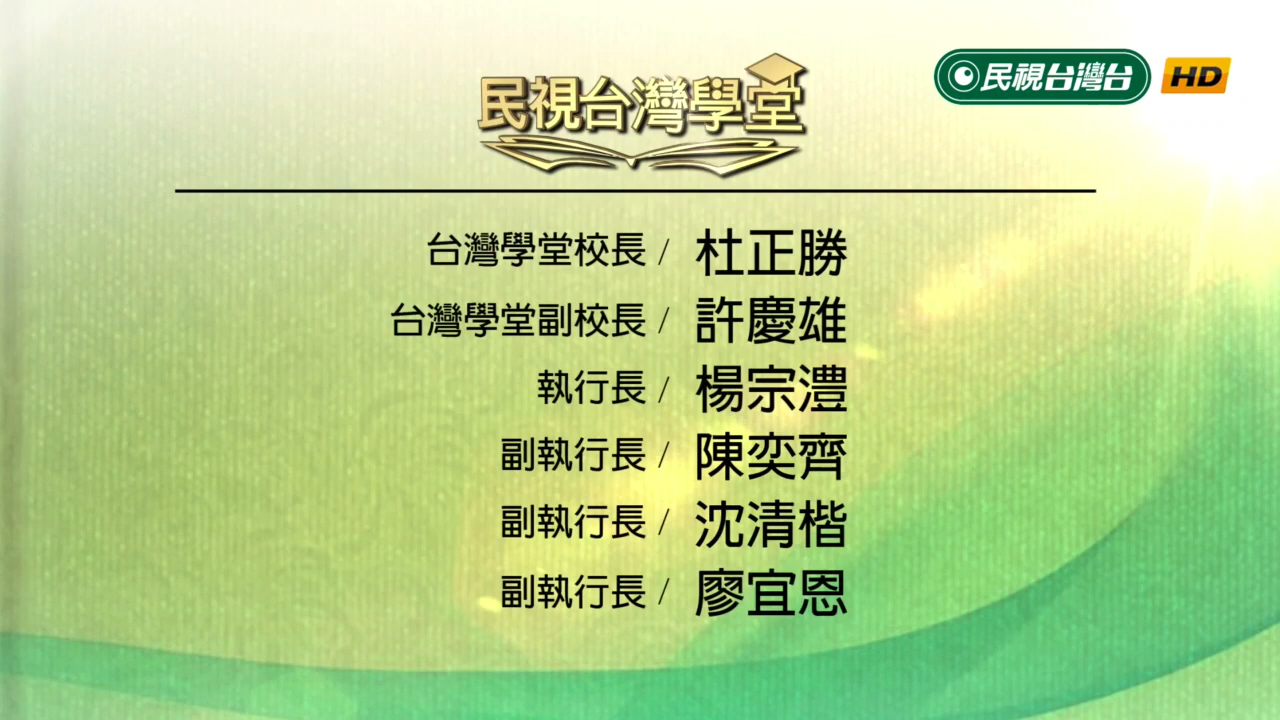 民視台灣學堂
民視台灣台 HD
台灣學堂校長 / 杜正勝
台灣學堂副校長 / 許慶雄
執行長 / 楊宗澧
副執行長 / 陳奕齊
副執行長 / 沈清楷
副執行長 / 廖宜恩